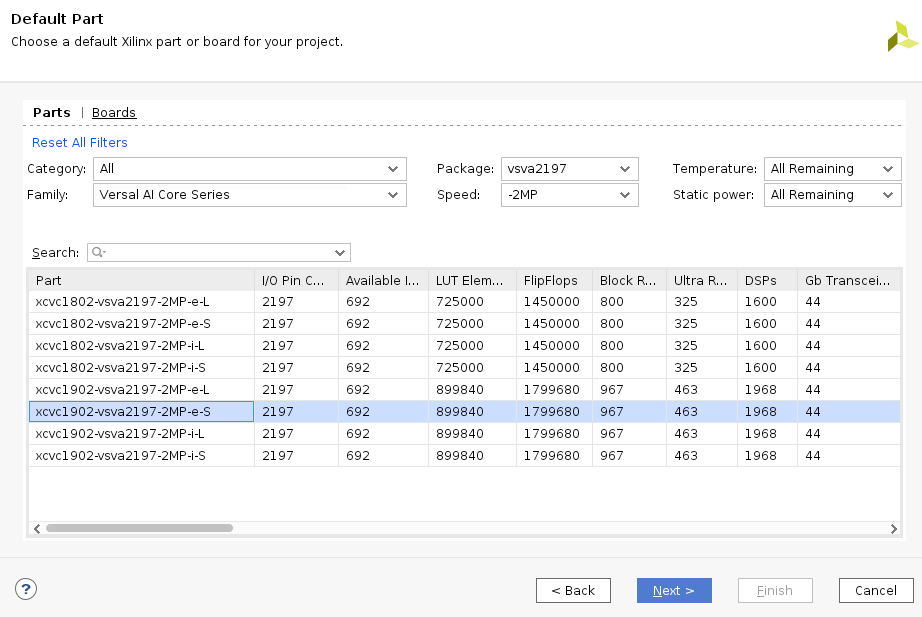 Default Part
Choose a default Xilinx part or board for your project.
Parts | Boards
Reset All Filters
Category: All Package: vsva2197 Temperature: All Remaining
Family: Versal AI Core Series Speed: -2MP Static power: All Remaining
Search:
Part I/O Pin C... Available I... LUT Elem... FlipFlops Block R... Ultra R... DSPs Gb Transcei...
xcvc1802-vsva2197-2MP-e-L 2197 692 725000 1450000 800 325 1600 44
xcvc1802-vsva2197-2MP-e-S 2197 692 725000 1450000 800 325 1600 44
xcvc1802-vsva2197-2MP-i-L 2197 692 725000 1450000 800 325 1600 44
xcvc1802-vsva2197-2MP-i-S 2197 692 725000 1450000 800 325 1600 44
xcvc1902-vsva2197-2MP-e-L 2197 692 899840 1799680 967 463 1968 44
xcvc1902-vsva2197-2MP-e-S 2197 692 899840 1799680 967 463 1968 44
xcvc1902-vsva2197-2MP-i-L 2197 692 899840 1799680 967 463 1968 44
xcvc1902-vsva2197-2MP-i-S 2197 692 899840 1799680 967 463 1968 44
? < Back Next > Finish Cancel